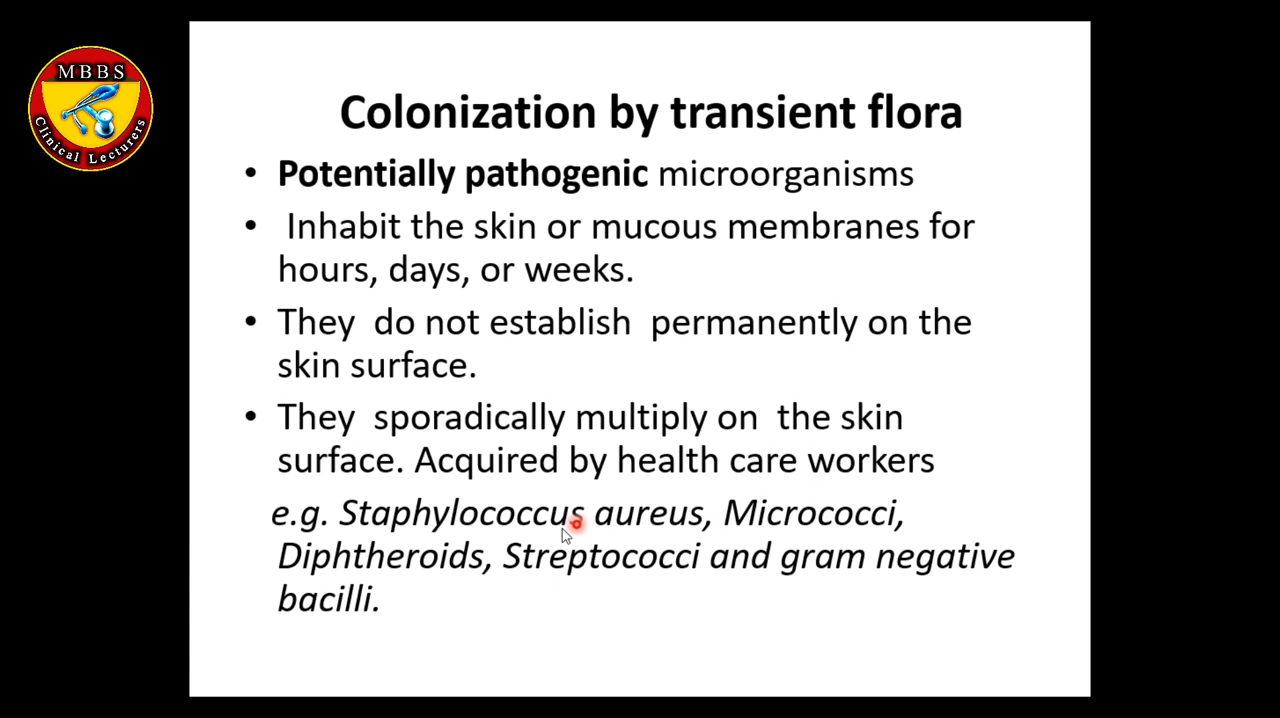 MBBS
Clinical Lecturers
Colonization by transient flora
• Potentially pathogenic microorganisms
• Inhabit the skin or mucous membranes for
hours, days, or weeks.
• They do not establish permanently on the
skin surface.
• They sporadically multiply on the skin
surface. Acquired by health care workers
e.g. Staphylococcus aureus, Micrococci,
Diphtheroids, Streptococci and gram negative
bacilli.